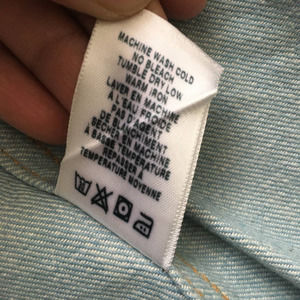 MACHINE WASH COLD
NO BLEACH
TUMBLE DRY LOW
WARM IRON
LAVER EN MACHINE
À L'EAU FROIDE
PAS D'AGENT
DE BLANCHIMENT
SÉCHER EN MACHINE
À BASSE TEMPÉRATURE
REPASSER À
TEMPÉRATURE MOYENNE